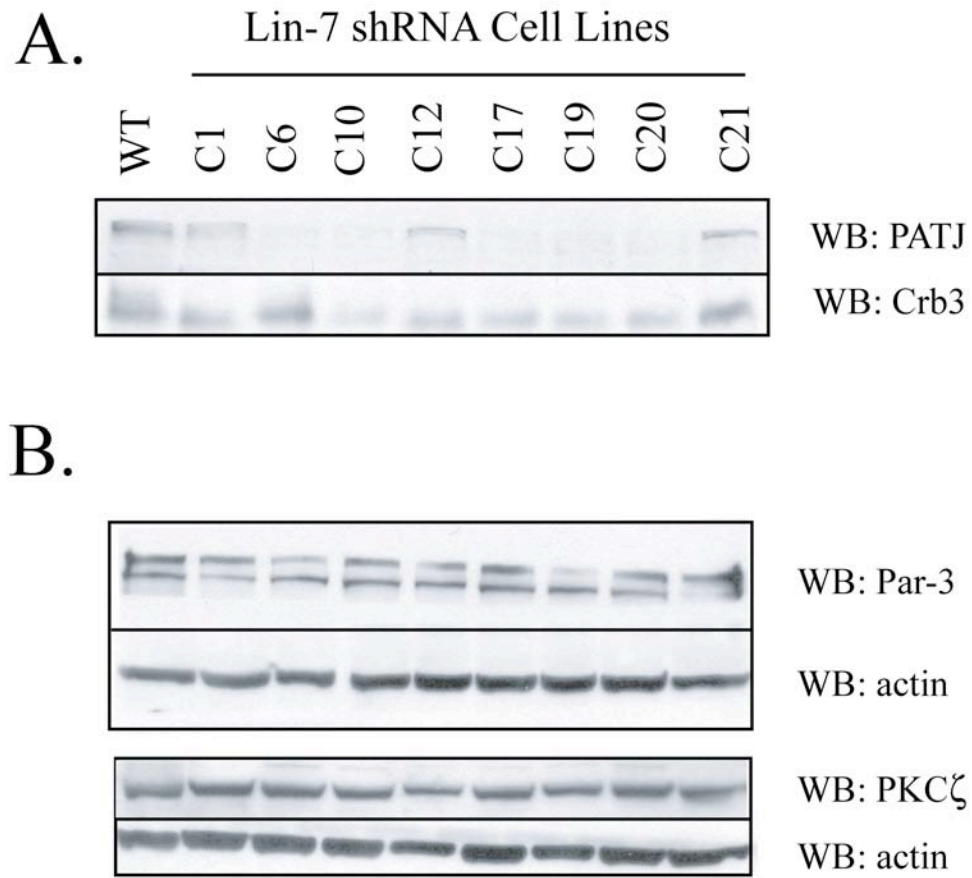 A.
Lin-7 shRNA Cell Lines
WT C1 C6 C10 C12 C17 C19 C20 C21
WB: PATJ
WB: Crb3
B.
WB: Par-3
WB: actin
WB: PKCζ
WB: actin